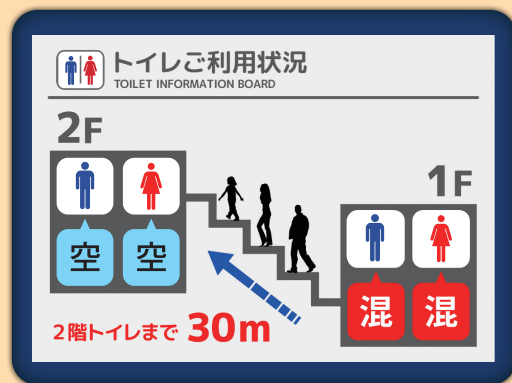 トイレご利用状況
TOILET INFORMATION BOARD
2F
空 空
1F
混 混
2階トイレまで 30m